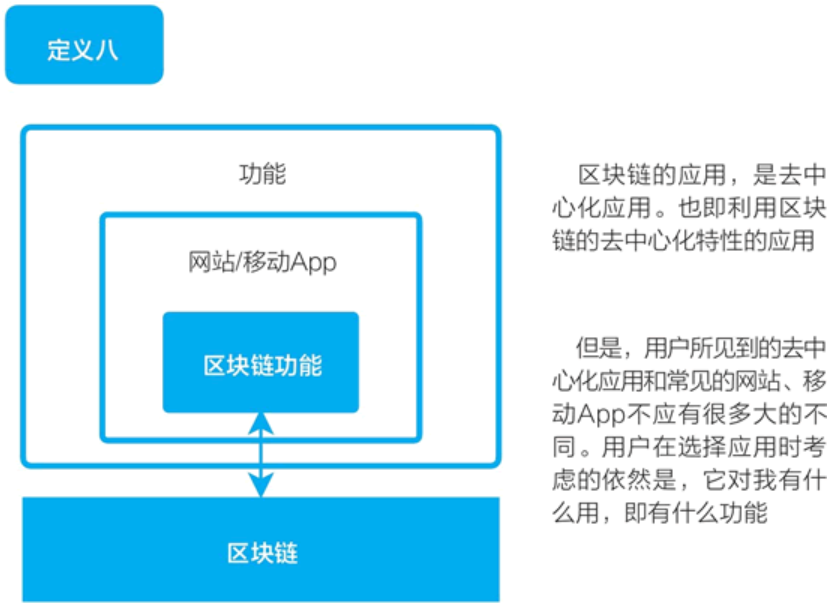 定义八
功能
网站/移动App
区块链功能
区块链
区块链的应用，是去中
心化应用。也即利用区块
链的去中心化特性的应用
但是，用户所见到的去中
心化应用和常见的网站、移
动App不应有很多大的不
同。用户在选择应用时考
虑的依然是，它对我有什
么用，即有什么功能